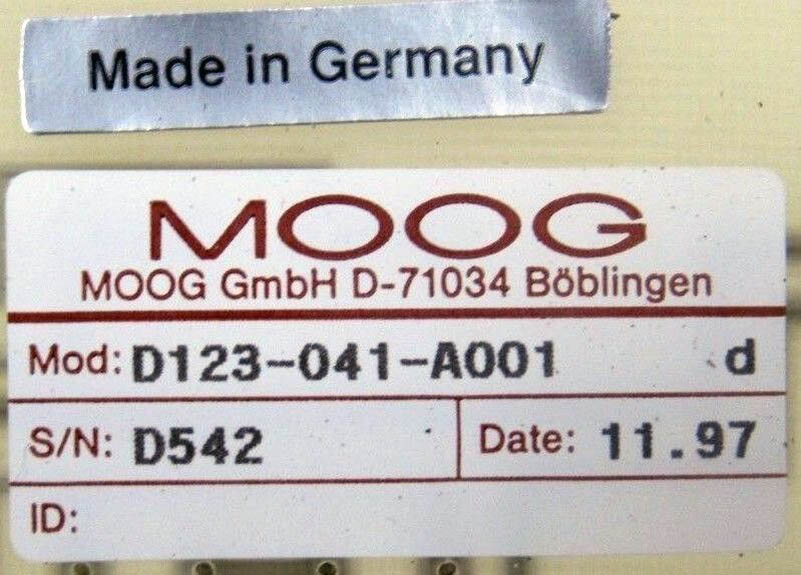 Made in Germany
MOOG
MOOG GmbH D-71034 Böblingen
Mod: D123-041-A001 d
S/N: D542 Date: 11.97
ID: